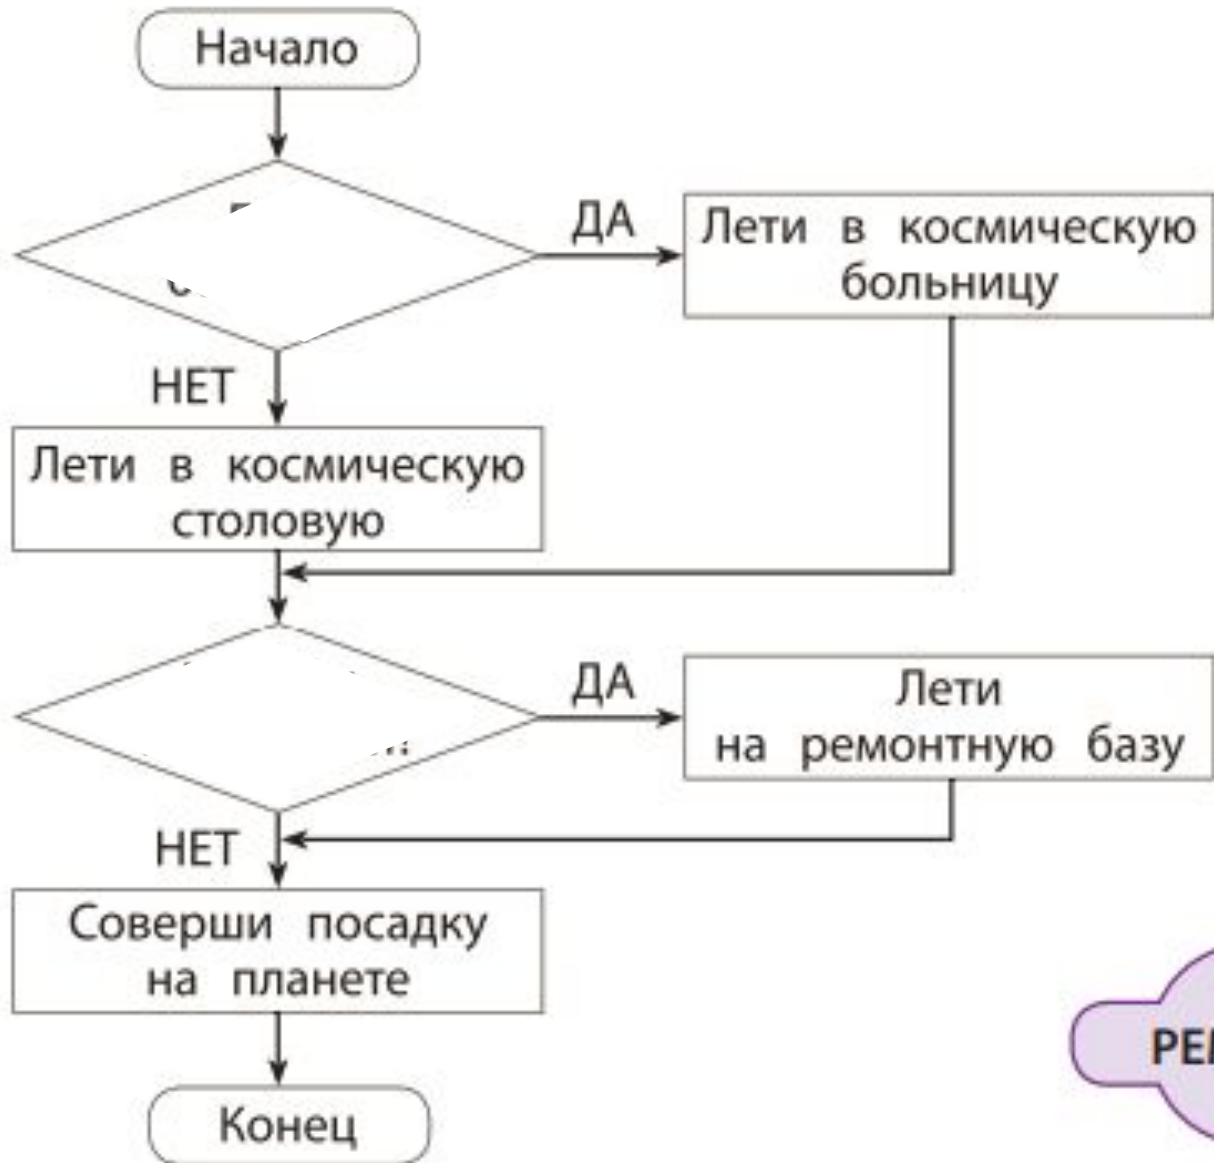 Начало
ДА
Лети в космическую
больницу
НЕТ
Лети в космическую
столовую
ДА
Лети
на ремонтную базу
НЕТ
Соверши посадку
на планете
Конец